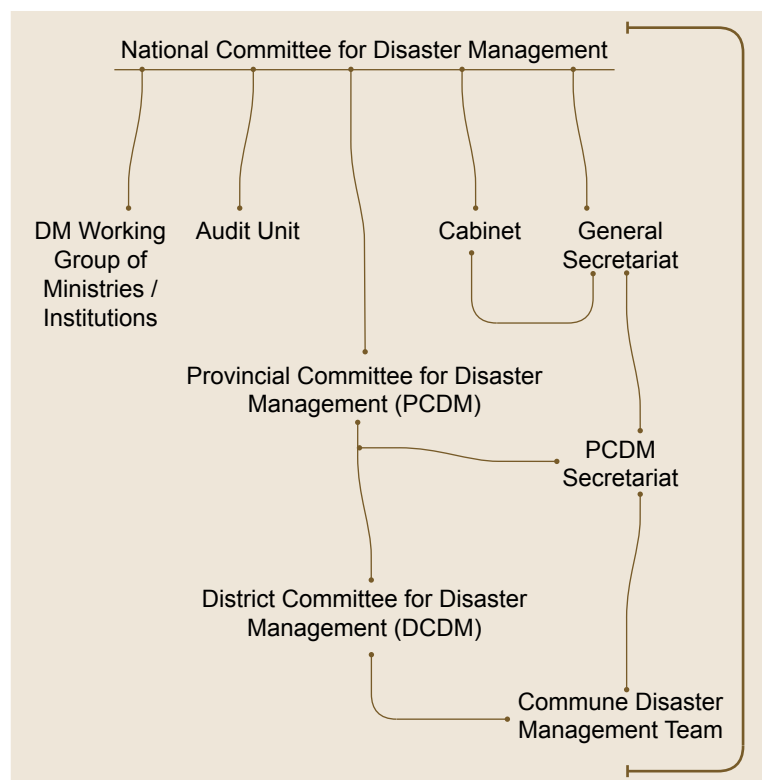 National Committee for Disaster Management
DM Working
Group of
Ministries /
Institutions
Audit Unit
Cabinet
General
Secretariat
Provincial Committee for Disaster
Management (PCDM)
PCDM
Secretariat
District Committee for Disaster
Management (DCDM)
Commune Disaster
Management Team